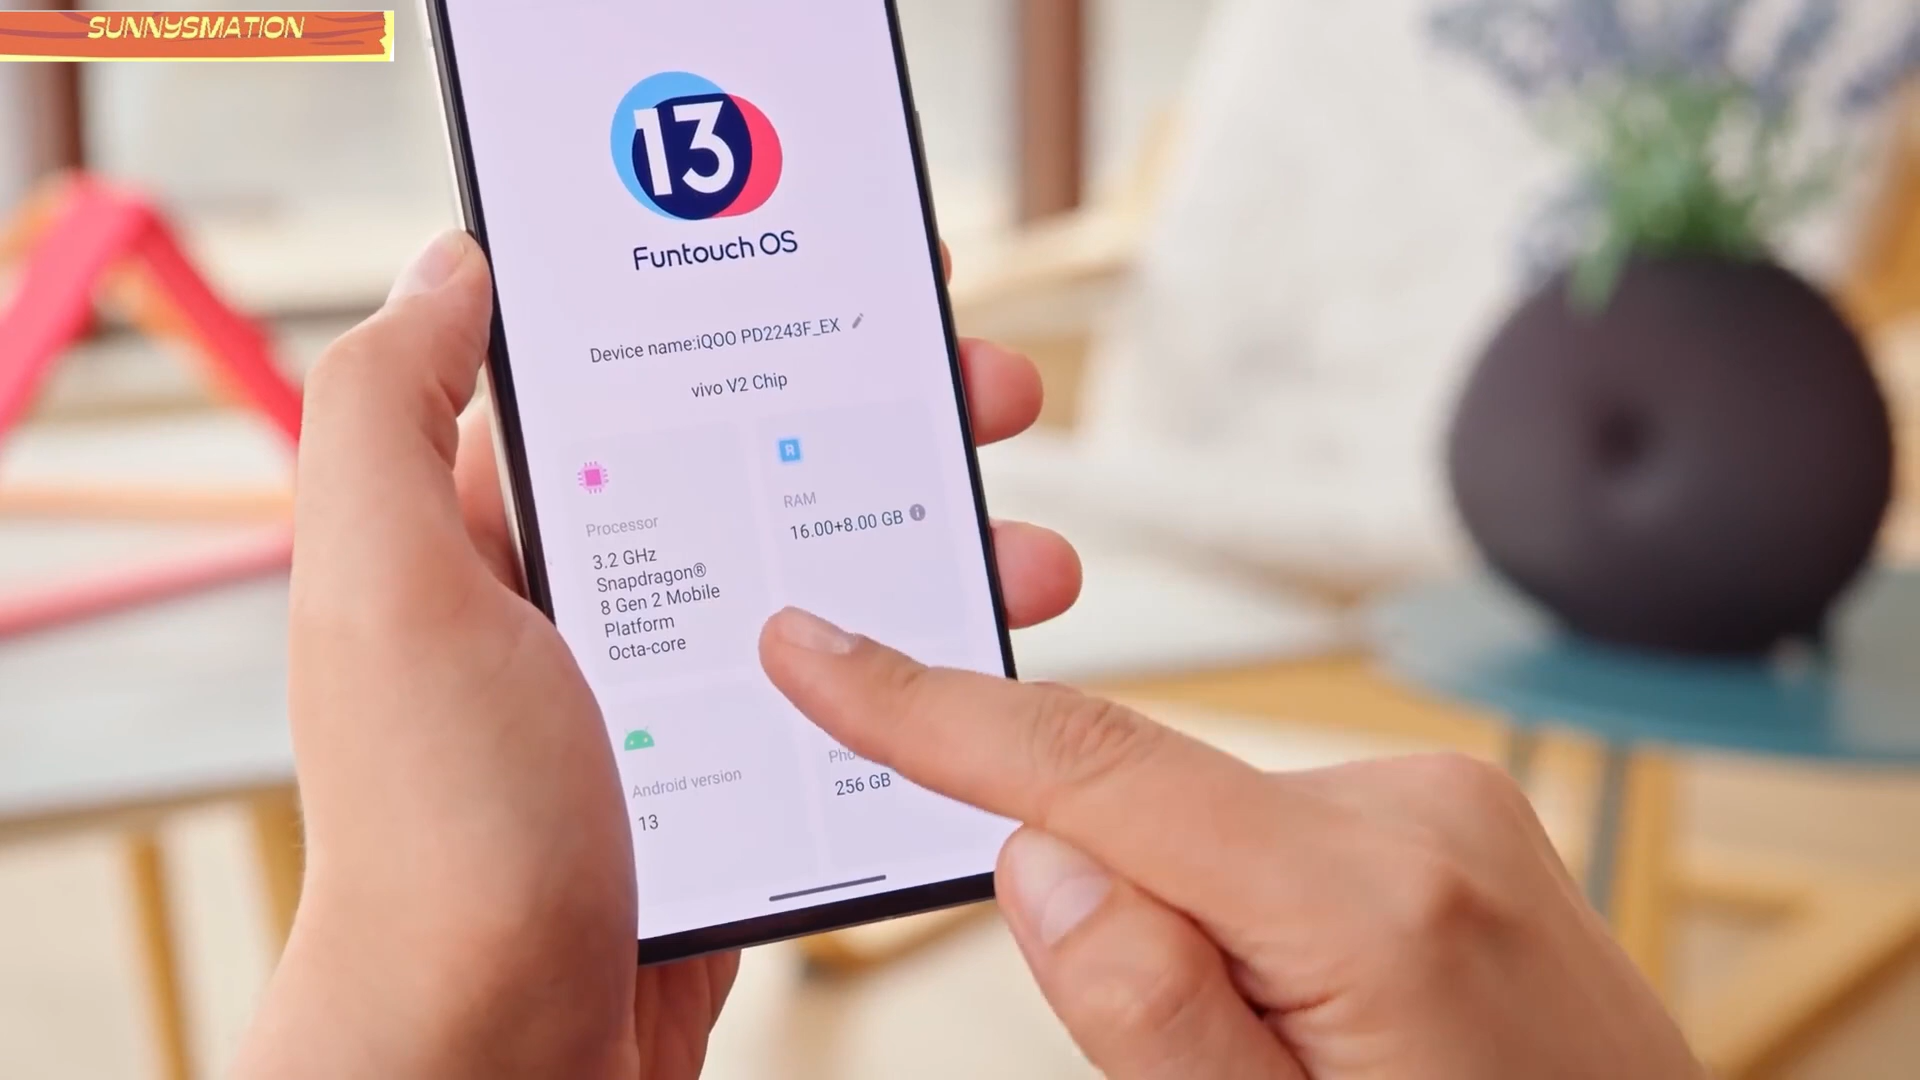 SUNNYSMATION
13
Funtouch OS
Device name:iQOO PD2243F_EX
vivo V2 Chip
R
RAM
16.00+8.00 GB
Processor
3.2 GHz
Snapdragon®
8 Gen 2 Mobile
Platform
Octa-core
Android version
13
256 GB